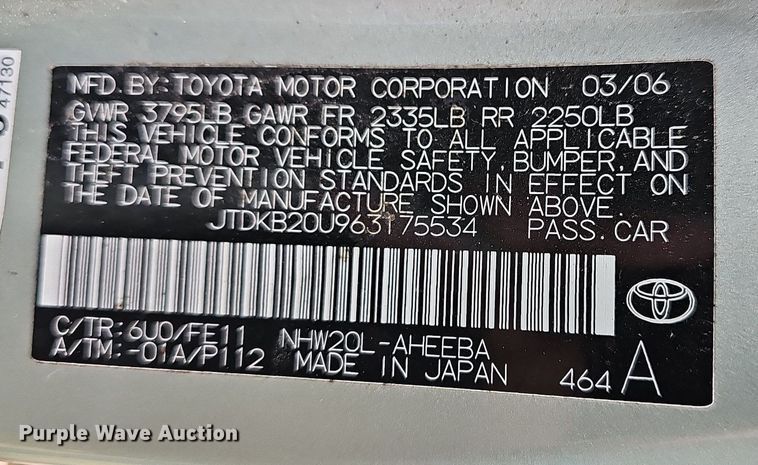 47130
MFD.BY:TOYOTA MOTOR CORPORATION 03/06
GVWR 3795LB GAWR FR 2335LB RR 2250LB
THIS VEHICLE CONFORMS TO ALL APPLICABLE
FEDERAL MOTOR VEHICLE SAFETY,BUMPER,AND
THEFT PREVENTION STANDARDS IN EFFECT ON
THE DATE OF MANUFACTURE SHOWN ABOVE.
JTDKB20U963175534 PASS.CAR
C/TR:6U0/FE11 NHW20L-AHEEBA
A/TM:-01A/P112 MADE IN JAPAN 464 A
Purple Wave Auction